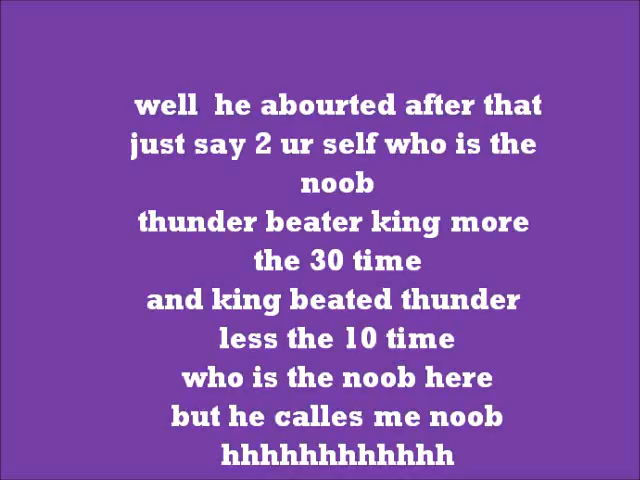 well he abourted after that
just say 2 ur self who is the
noob
thunder beater king more
the 30 time
and king beated thunder
less the 10 time
who is the noob here
but he calles me noob
hhhhhhhhhhhh